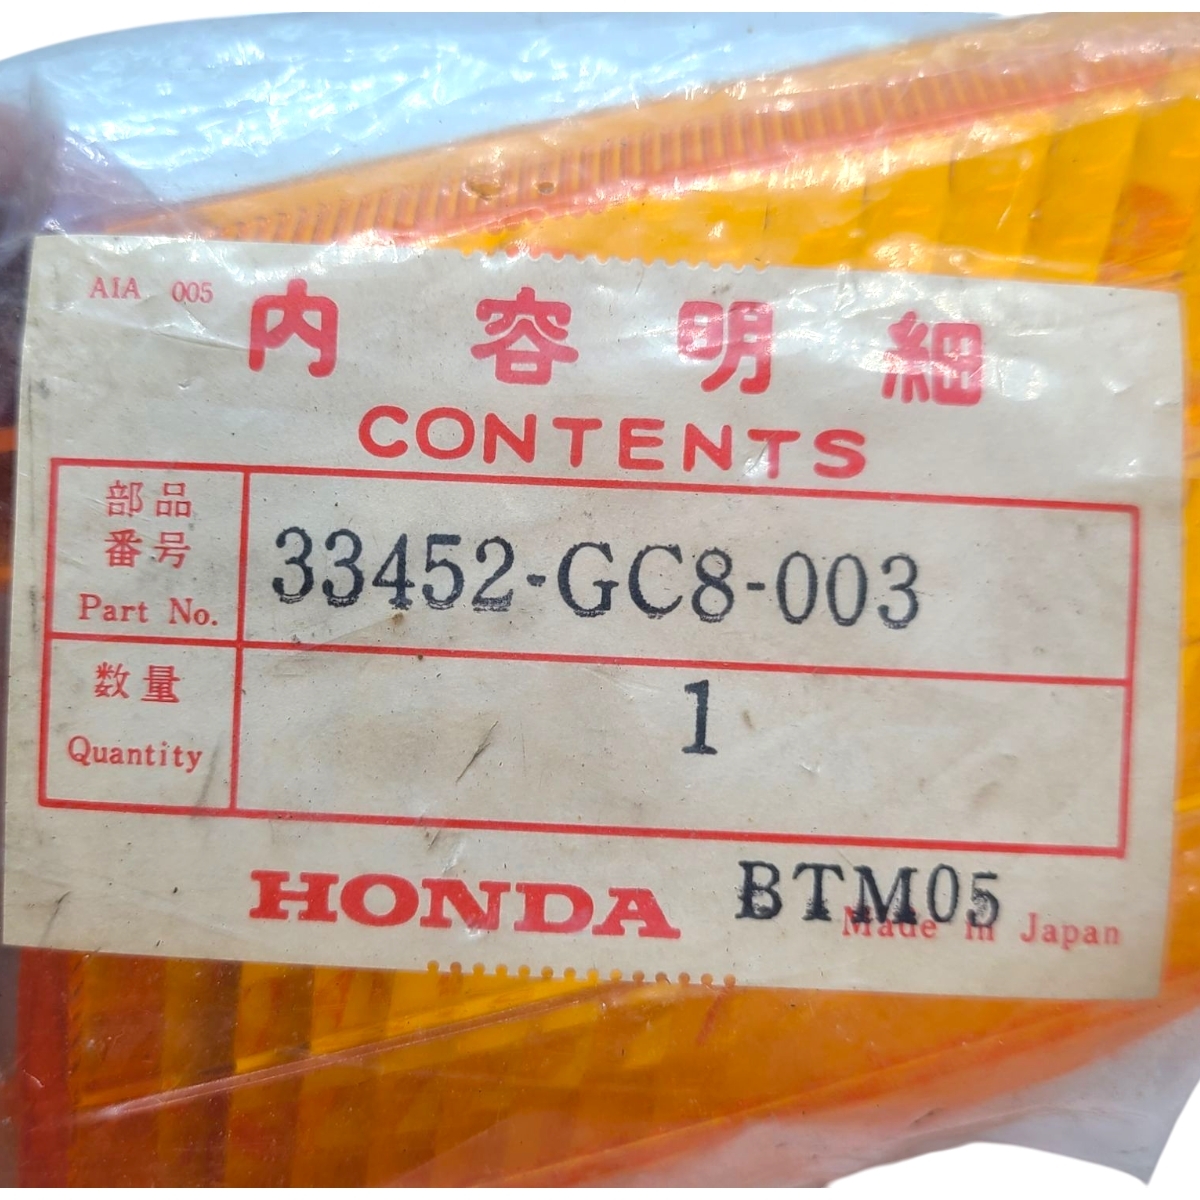 AIA 005
内容明細
CONTENTS
部品
番号
Part No.
33452-GC8-003
数量
Quantity
1
HONDA
BTM05
Made in Japan